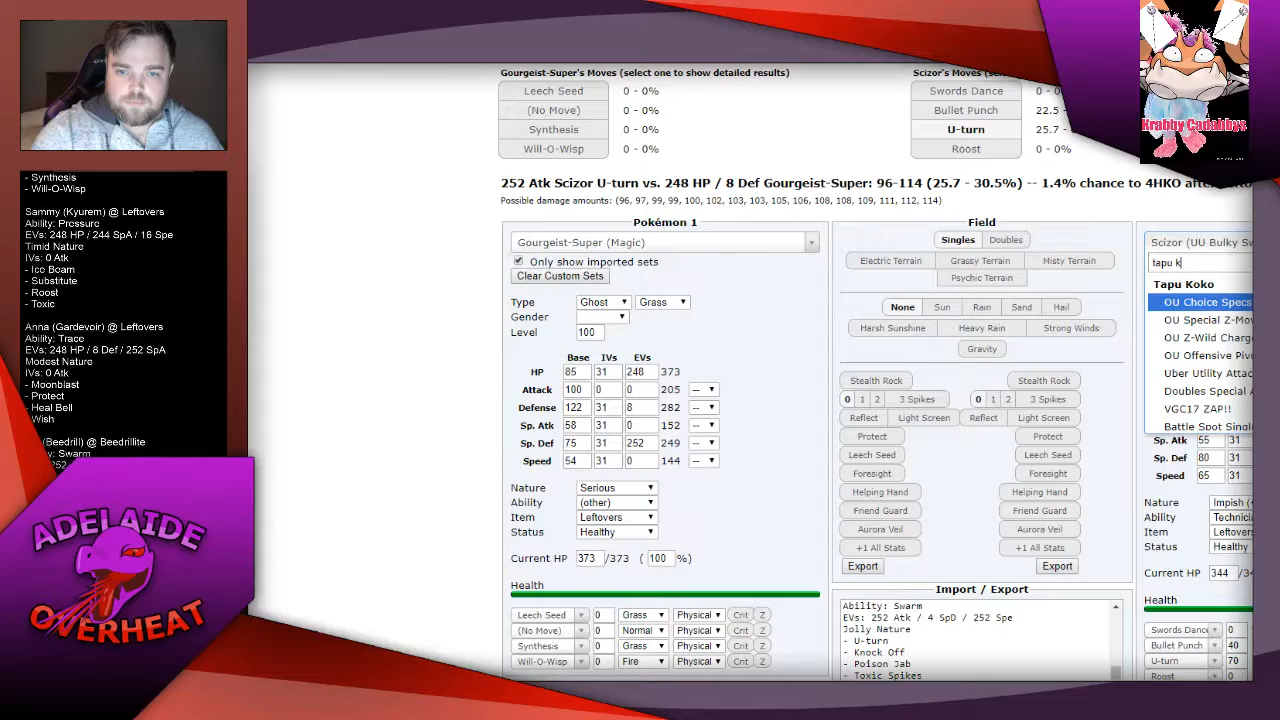 - Synthesis
- Will-O-Wisp
Sammy (Kyurem) @ Leftovers
Ability: Pressure
EVs: 248 HP / 244 SpA / 16 Spe
Timid Nature
IVs: 0 Atk
- Ice Beam
- Substitute
- Roost
- Toxic
Anna (Gardevoir) @ Leftovers
Ability: Trace
EVs: 248 HP / 8 Def / 252 SpA
Modest Nature
IVs: 0 Atk
- Moonblast
- Protect
- Heal Bell
- Wish
(Beedrill) @ Beedrillite
Swarm
ADELAIDE
OVERHEAT
Krabby Cadabbys
Gourgeist-Super's Moves (select one to show detailed results)
Leech Seed 0 - 0%
(No Move) 0 - 0%
Synthesis 0 - 0%
Will-O-Wisp 0 - 0%
Scizor's Moves
Swords Dance 0 - 0
Bullet Punch 22.5 -
U-turn 25.7 -
Roost 0 - 0%
252 Atk Scizor U-turn vs. 248 HP / 8 Def Gourgeist-Super: 96-114 (25.7 - 30.5%) -- 1.4% chance to 4HKO after
Possible damage amounts: (96, 97, 99, 99, 100, 102, 103, 103, 105, 106, 108, 108, 109, 111, 112, 114)
Pokémon 1
Gourgeist-Super (Magic)
Only show imported sets
Clear Custom Sets
Type Ghost Grass
Gender
Level 100
Base IVs EVs
HP 85 31 248 373
Attack 100 0 0 205 --
Defense 122 31 8 282 --
Sp. Atk 58 31 0 152 --
Sp. Def 75 31 252 249 --
Speed 54 31 0 144 --
Nature Serious
Ability (other)
Item Leftovers
Status Healthy
Current HP 373 /373 ( 100 %)
Health
Leech Seed 0 Grass Physical Cnt Z
(No Move) 0 Normal Physical Cnt Z
Synthesis 0 Grass Physical Cnt Z
Will-O-Wisp 0 Fire Physical Cnt Z
Field
Singles Doubles
Electric Terrain Grassy Terrain Misty Terrain
Psychic Terrain
None Sun Rain Sand Hail
Harsh Sunshine Heavy Rain Strong Winds
Gravity
Stealth Rock Stealth Rock
0 1 2 3 Spikes 0 1 2 3 Spikes
Reflect Light Screen Reflect Light Screen
Protect Protect
Leech Seed Leech Seed
Foresight Foresight
Helping Hand Helping Hand
Friend Guard Friend Guard
Aurora Veil Aurora Veil
+1 All Stats +1 All Stats
Export Export
Import / Export
Ability: Swarm
EVs: 252 Atk / 4 SpD / 252 Spe
Jolly Nature
- U-turn
- Knock Off
- Poison Jab
- Toxic Spikes
Scizor (UU Bulky Sw
tapu k
Tapu Koko
OU Choice Specs
OU Special Z-Mov
OU Z-Wild Charg
OU Offensive Pivo
Uber Utility Attac
Doubles Special A
VGC17 ZAP!!
Battle Spot Singl
Sp. Atk 55 31
Sp. Def 80 31
Speed 65 31
Nature Impish (+
Ability Technicia
Item Leftovers
Status Healthy
Current HP 344 /34
Health
Swords Danc 0
Bullet Punch 40
U-turn 70
Roost 0